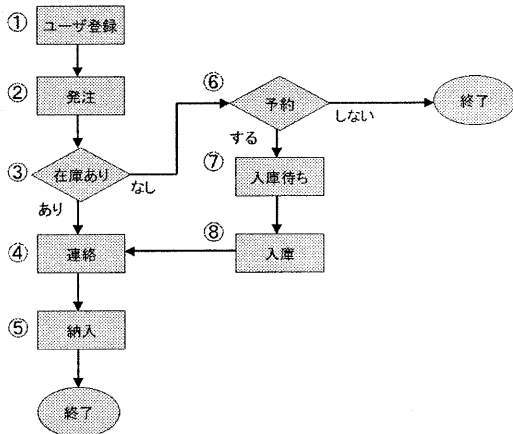 ① ユーザ登録
② 発注
③ 在庫あり
なし
あり
④ 連絡
⑤ 納入
終了
⑥ 予約
しない
終了
する
⑦ 入庫待ち
⑧ 入庫